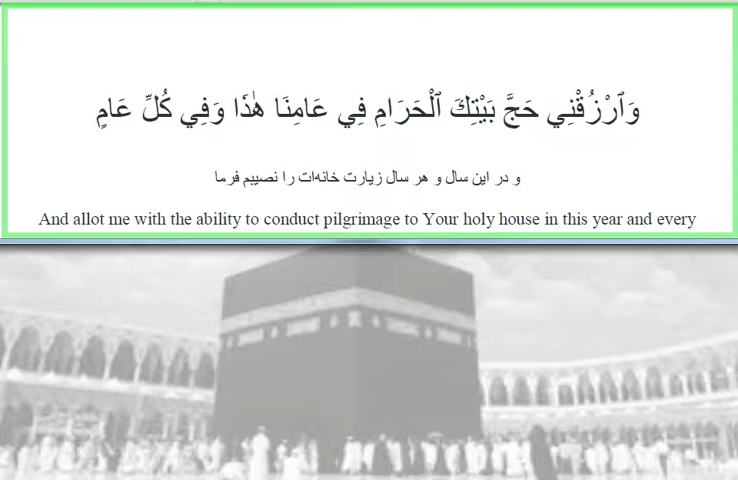 وَٱرْزُقْنِي حَجَّ بَيْتِكَ ٱلْحَرَامِ فِي عَامِنَا هٰذَا وَفِي كُلِّ عَامٍ
و در این سال و هر سال زیارت خانه‌ات را نصیبم فرما
And allot me with the ability to conduct pilgrimage to Your holy house in this year and every